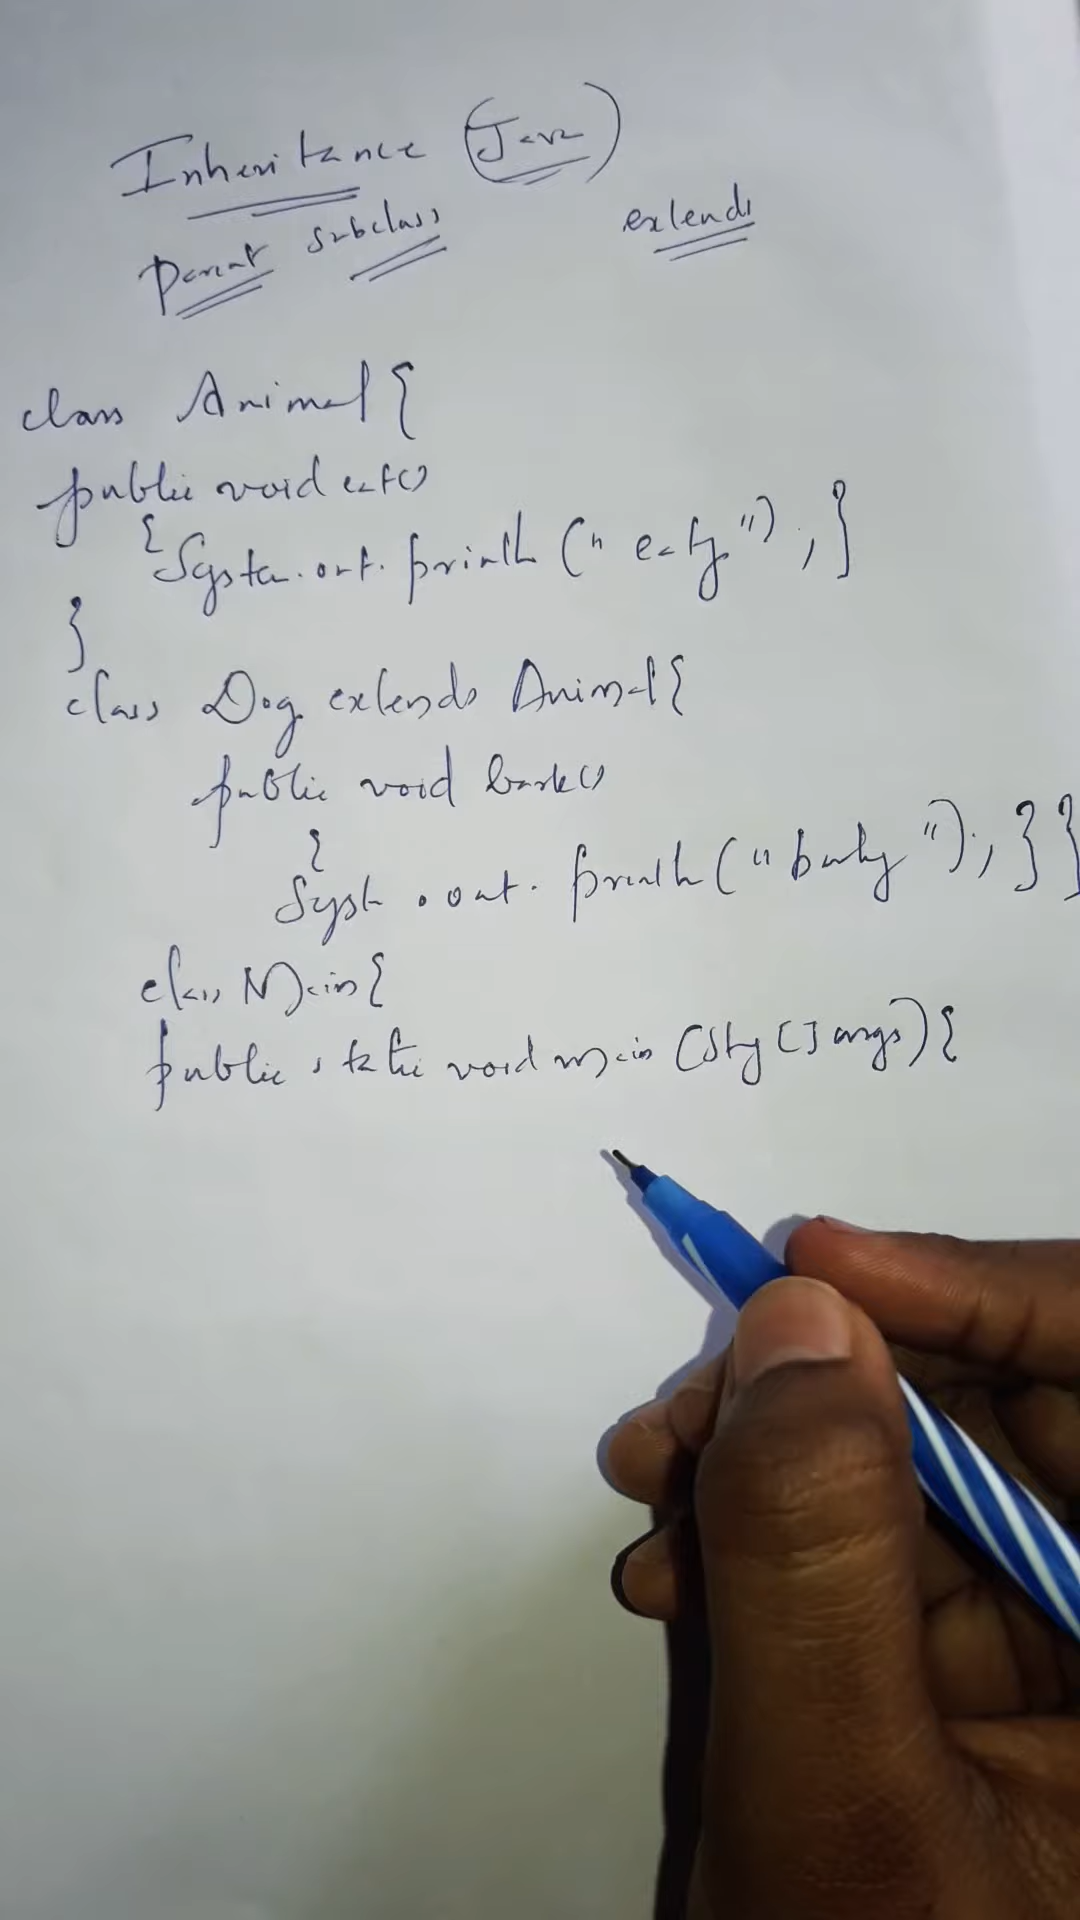 Inheritance (Java)
Parent subclass extends
class Animal {
public void eat()
{ System.out.println ("eating"); }
}
class Dog extends Animal {
public void bark()
{
System.out.println ("barking"); } }
class Main {
public static void main (String [] args) {